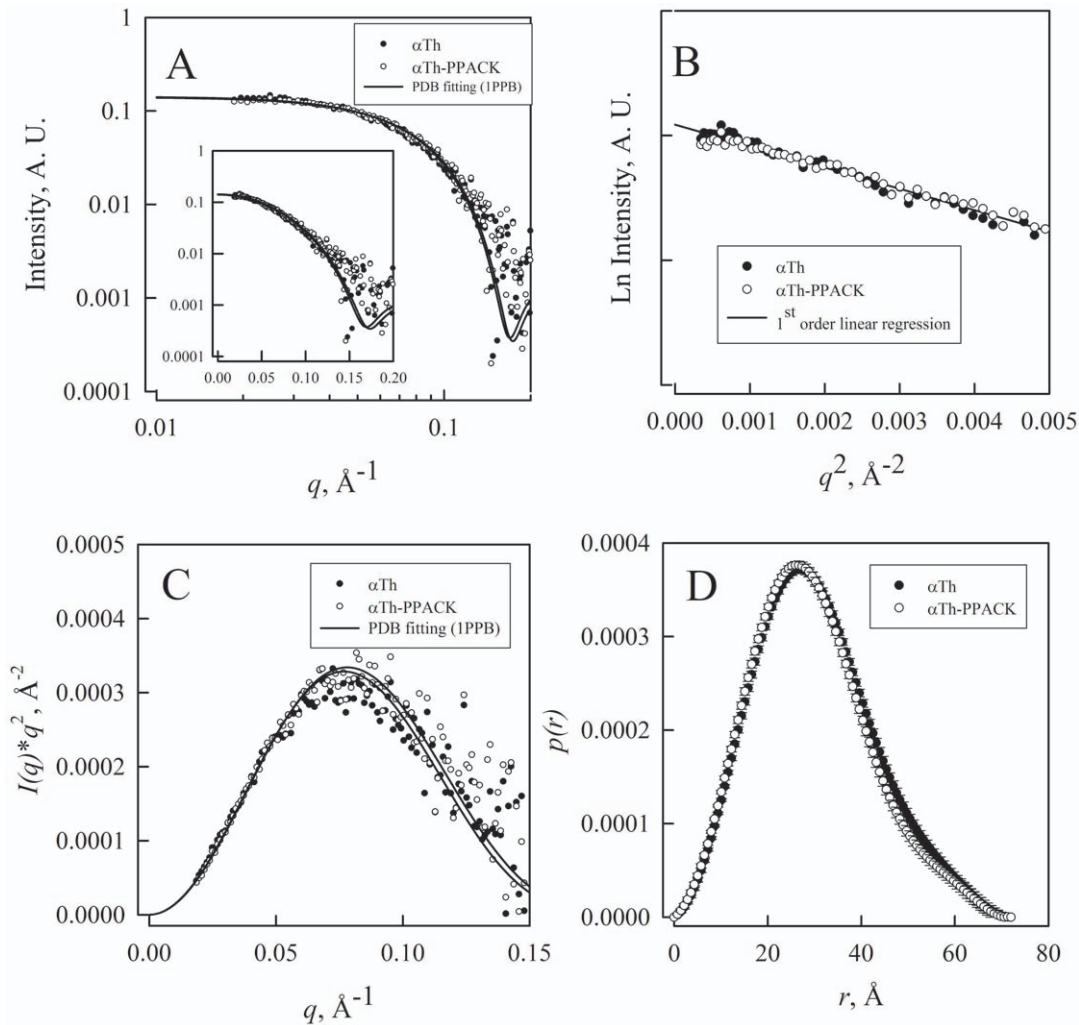 A
αTh
αTh-PPACK
PDB fitting (1PPB)
1
0.1
0.01
0.001
0.0001
Intensity, A. U.
1
0.1
0.01
0.001
0.0001
0.00 0.05 0.10 0.15 0.20
0.01 0.1
q, Å-1
B
Ln Intensity, A. U.
αTh
αTh-PPACK
1st order linear regression
0.000 0.001 0.002 0.003 0.004 0.005
q2, Å-2
C
αTh
αTh-PPACK
PDB fitting (1PPB)
0.0005
0.0004
0.0003
0.0002
0.0001
0.0000
I(q)*q2, Å-2
0.00 0.05 0.10 0.15
q, Å-1
D
αTh
αTh-PPACK
0.0004
0.0003
0.0002
0.0001
0.0000
p(r)
0 20 40 60 80
r, Å